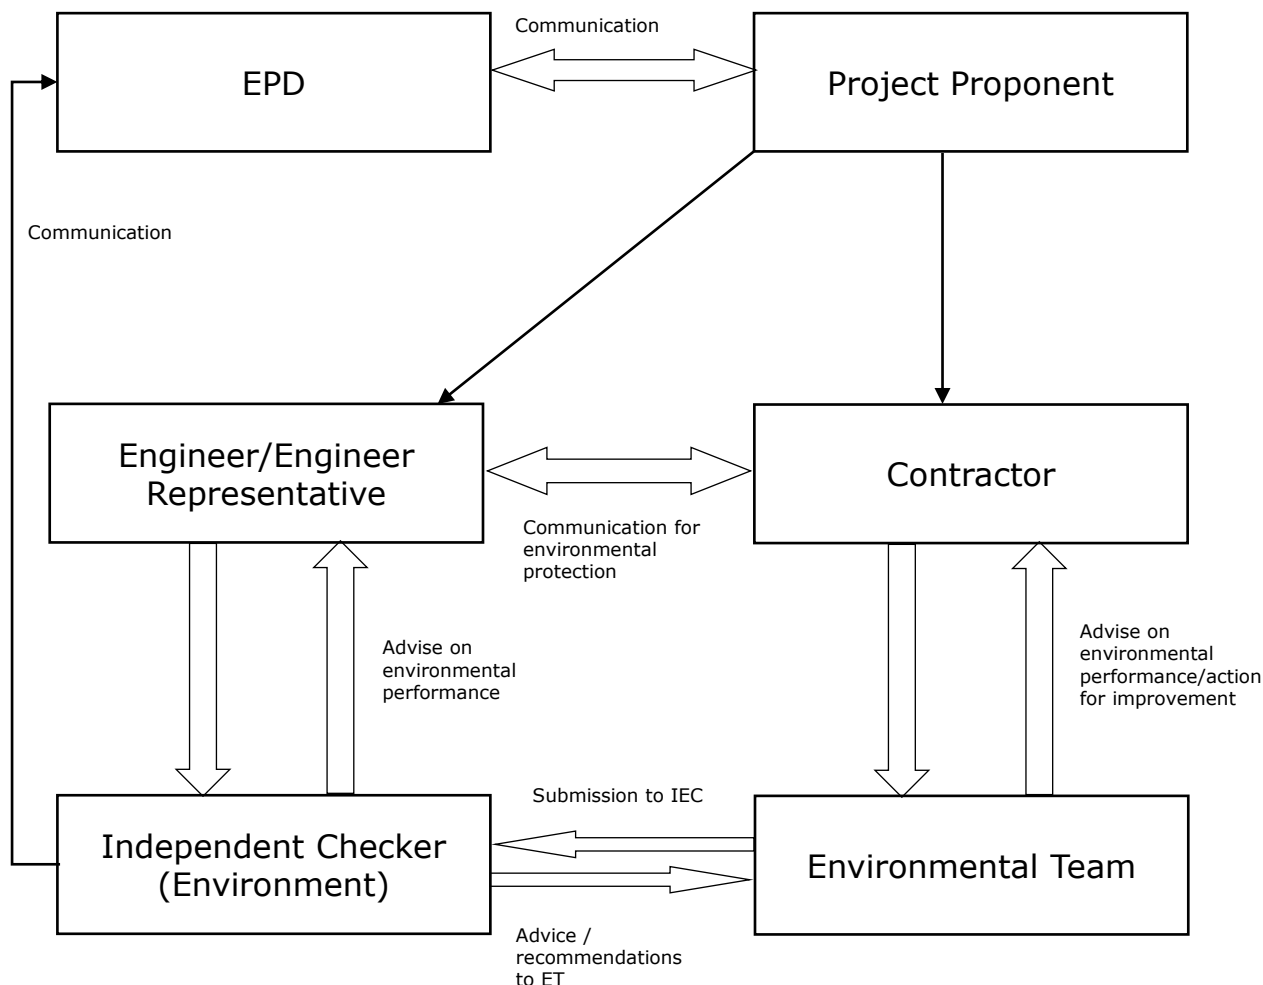 Communication
EPD
Project Proponent
Communication
Engineer/Engineer
Representative
Contractor
Communication for
environmental
protection
Advise on
environmental
performance
Advise on
environmental
performance/action
for improvement
Submission to IEC
Independent Checker
(Environment)
Environmental Team
Advice /
recommendations
to ET